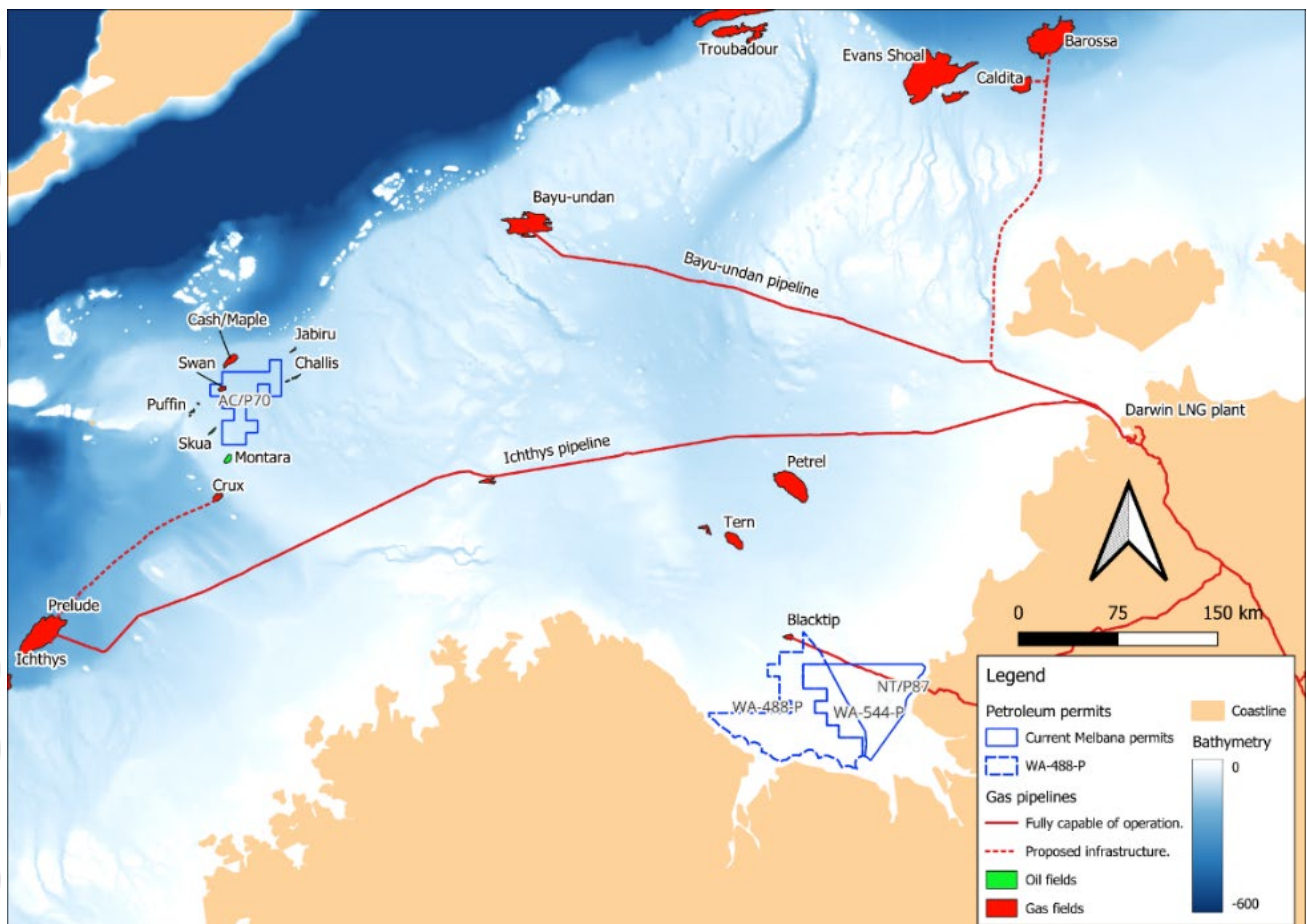 Troubadour
Evans Shoal
Barossa
Caldita
Bayu-undan
Bayu-undan pipeline
Cash/Maple
Jabiru
Swan
Challis
AC/P70
Puffin
Skua
Montara
Crux
Ichthys pipeline
Darwin LNG plant
Petrel
Tern
Prelude
Ichthys
Blacktip
0 75 150 km
NT/P87
WA-488-P
WA-544-P
Legend
Petroleum permits
Current Melbana permits
WA-488-P
Gas pipelines
Fully capable of operation.
Proposed infrastructure.
Oil fields
Gas fields
Coastline
Bathymetry
0
-600